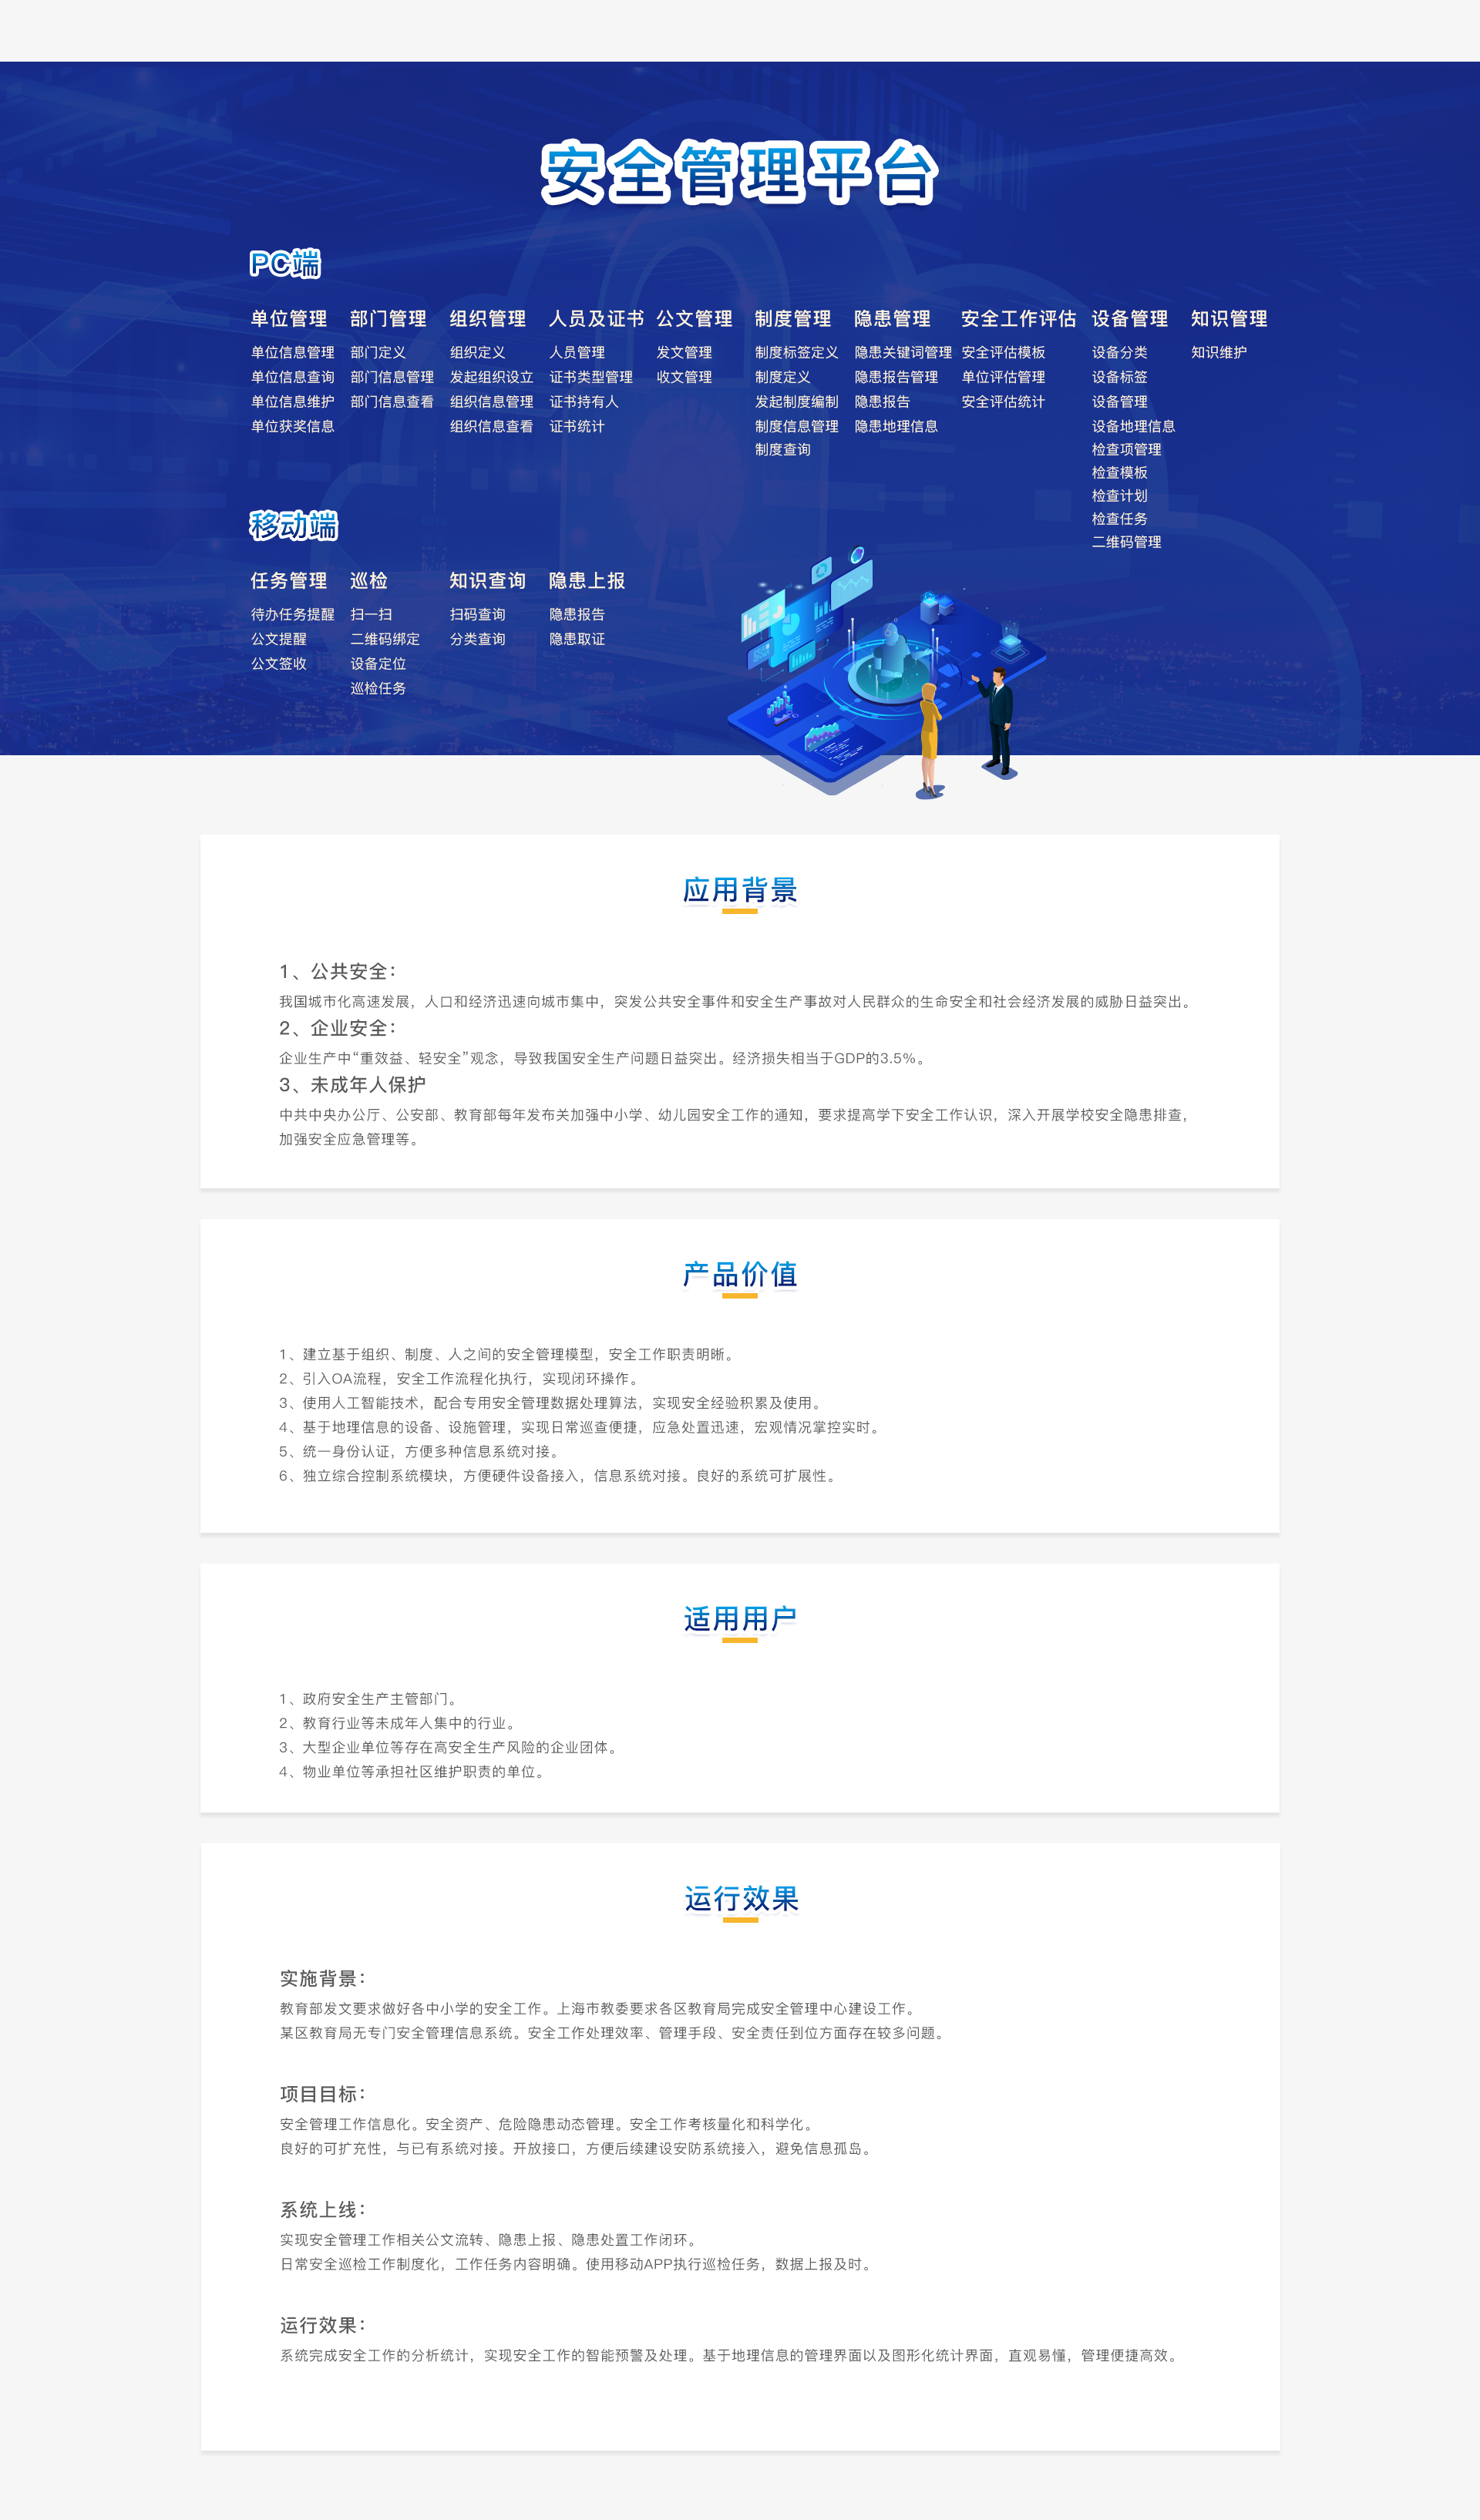 安全管理平台
PC端
单位管理 部门管理 组织管理 人员及证书 公文管理 制度管理 隐患管理 安全工作评估 设备管理 知识管理
单位信息管理 部门定义 组织定义 人员管理 发文管理 制度标签定义 隐患关键词管理 安全评估模板 设备分类 知识维护
单位信息查询 部门信息管理 发起组织设立 证书类型管理 收文管理 制度定义 隐患报告管理 单位评估管理 设备标签
单位信息维护 部门信息查看 组织信息管理 证书持有人 发起制度编制 隐患报告 安全评估统计 设备管理
单位获奖信息 组织信息查看 证书统计 制度信息管理 隐患地理信息 设备地理信息
制度查询 检查项管理
检查模板
检查计划
检查任务
二维码管理
移动端
任务管理 巡检 知识查询 隐患上报
待办任务提醒 扫一扫 扫码查询 隐患报告
公文提醒 二维码绑定 分类查询 隐患取证
公文签收 设备定位
巡检任务
应用背景
1、公共安全：
我国城市化高速发展，人口和经济迅速向城市集中，突发公共安全事件和安全生产事故对人民群众的生命安全和社会经济发展的威胁日益突出。
2、企业安全：
企业生产中“重效益、轻安全”观念，导致我国安全生产问题日益突出。经济损失相当于GDP的3.5%。
3、未成年人保护
中共中央办公厅、公安部、教育部每年发布关加强中小学、幼儿园安全工作的通知，要求提高学下安全工作认识，深入开展学校安全隐患排查，
加强安全应急管理等。
产品价值
1、建立基于组织、制度、人之间的安全管理模型，安全工作职责明晰。
2、引入OA流程，安全工作流程化执行，实现闭环操作。
3、使用人工智能技术，配合专用安全管理数据处理算法，实现安全经验积累及使用。
4、基于地理信息的设备、设施管理，实现日常巡查便捷，应急处置迅速，宏观情况掌控实时。
5、统一身份认证，方便多种信息系统对接。
6、独立综合控制系统模块，方便硬件设备接入，信息系统对接。良好的系统可扩展性。
适用用户
1、政府安全生产主管部门。
2、教育行业等未成年人集中的行业。
3、大型企业单位等存在高安全生产风险的企业团体。
4、物业单位等承担社区维护职责的单位。
运行效果
实施背景：
教育部发文要求做好各中小学的安全工作。上海市教委要求各区教育局完成安全管理中心建设工作。
某区教育局无专门安全管理信息系统。安全工作处理效率、管理手段、安全责任到位方面存在较多问题。
项目目标：
安全管理工作信息化。安全资产、危险隐患动态管理。安全工作考核量化和科学化。
良好的可扩充性，与已有系统对接。开放接口，方便后续建设安防系统接入，避免信息孤岛。
系统上线：
实现安全管理工作相关公文流转、隐患上报、隐患处置工作闭环。
日常安全巡检工作制度化，工作任务内容明确。使用移动APP执行巡检任务，数据上报及时。
运行效果：
系统完成安全工作的分析统计，实现安全工作的智能预警及处理。基于地理信息的管理界面以及图形化统计界面，直观易懂，管理便捷高效。